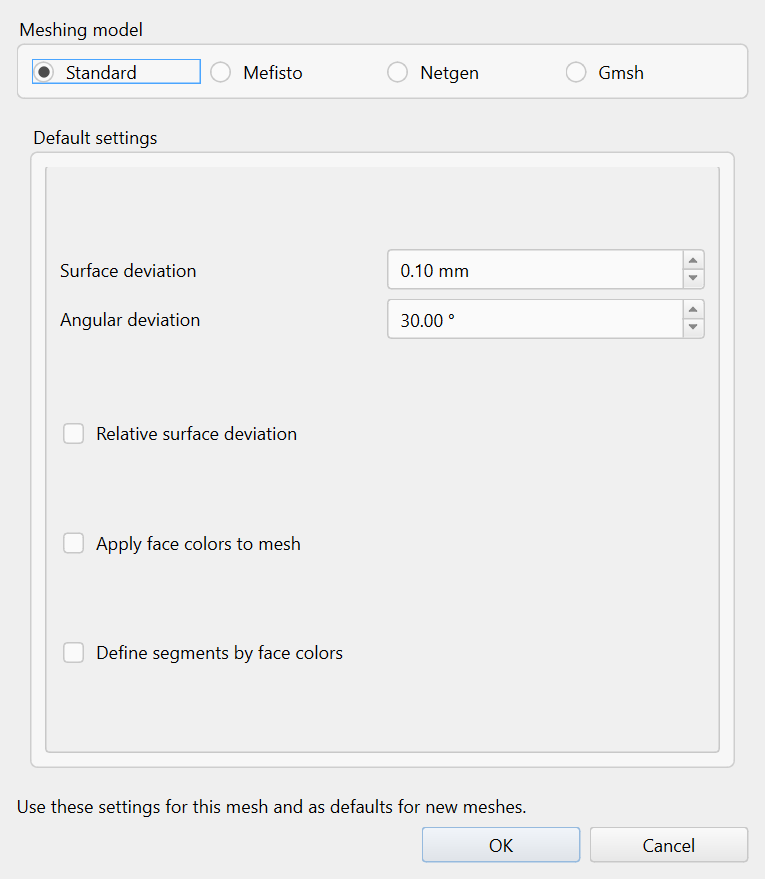 Meshing model
Standard Mefisto Netgen Gmsh
Default settings
Surface deviation 0.10 mm
Angular deviation 30.00 °
Relative surface deviation
Apply face colors to mesh
Define segments by face colors
Use these settings for this mesh and as defaults for new meshes.
OK Cancel